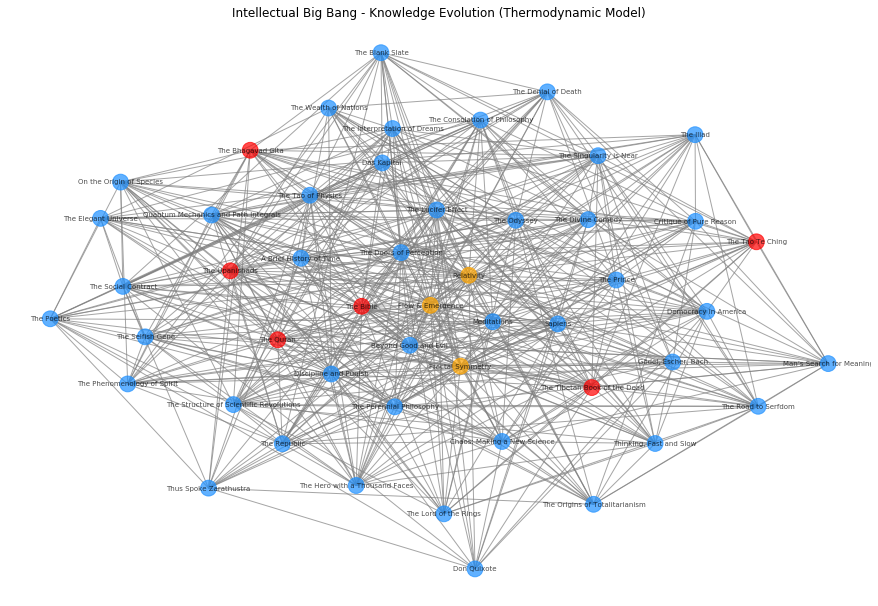 Intellectual Big Bang - Knowledge Evolution (Thermodynamic Model)
The Blank Slate
The Denial of Death
The Wealth of Nations
The Consolation of Philosophy
The Interpretation of Dreams
The Iliad
The Bhagavad Gita
The Singularity is Near
Das Kapital
On the Origin of Species
The Tao of Physics
The Lucifer Effect
Quantum Mechanics and Path Integrals
The Elegant Universe
The Odyssey
The Divine Comedy
Critique of Pure Reason
The Tao Te Ching
The Doors of Perception
A Brief History of Time
The Upanishads
Relativity
The Prince
The Social Contract
The Bible
Flow & Emergence
Democracy in America
The Poetics
Meditations
Sapiens
The Selfish Gene
The Quran
Beyond Good and Evil
Gödel, Escher, Bach
Man's Search for Meaning
Fractal Symmetry
Discipline and Punish
The Phenomenology of Spirit
The Tibetan Book of the Dead
The Structure of Scientific Revolutions
The Perennial Philosophy
The Road to Serfdom
The Republic
Chaos: Making a New Science
Thinking, Fast and Slow
Thus Spoke Zarathustra
The Hero with a Thousand Faces
The Origins of Totalitarianism
The Lord of the Rings
Don Quixote